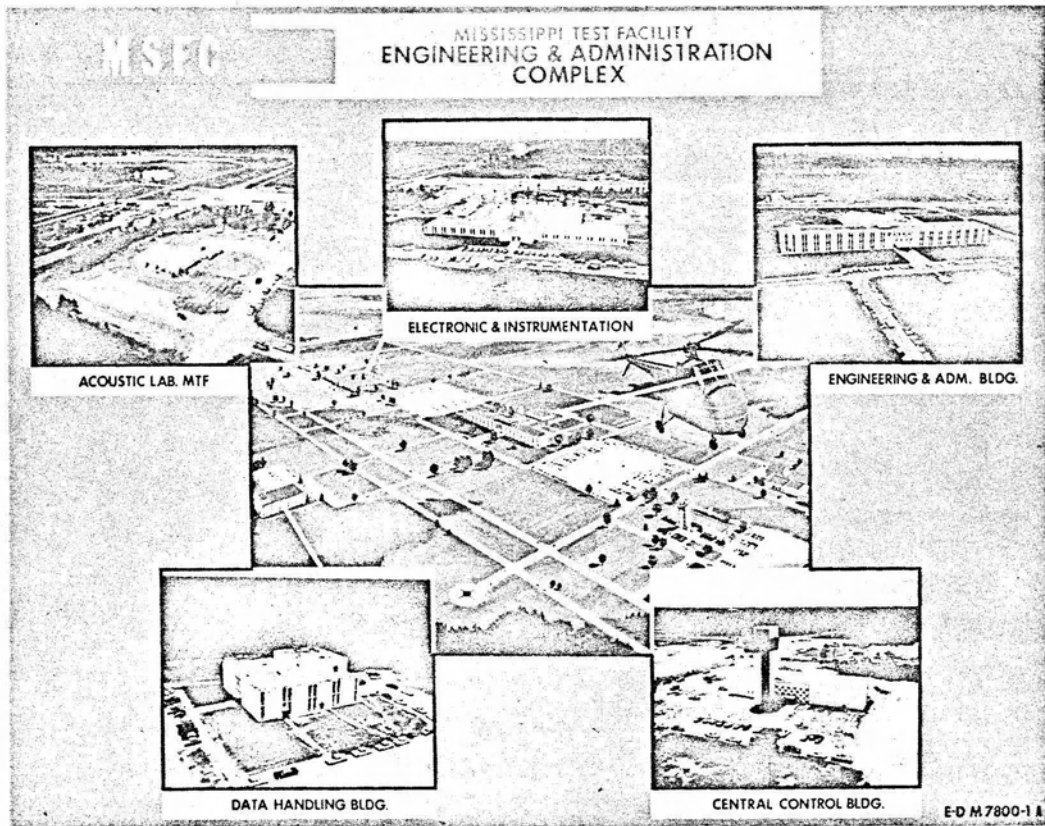 MSFC
MISSISSIPPI TEST FACILITY
ENGINEERING & ADMINISTRATION
COMPLEX
ELECTRONIC & INSTRUMENTATION
ACOUSTIC LAB. MTF
ENGINEERING & ADM. BLDG.
DATA HANDLING BLDG.
CENTRAL CONTROL BLDG.
E-D M 7800-1 A